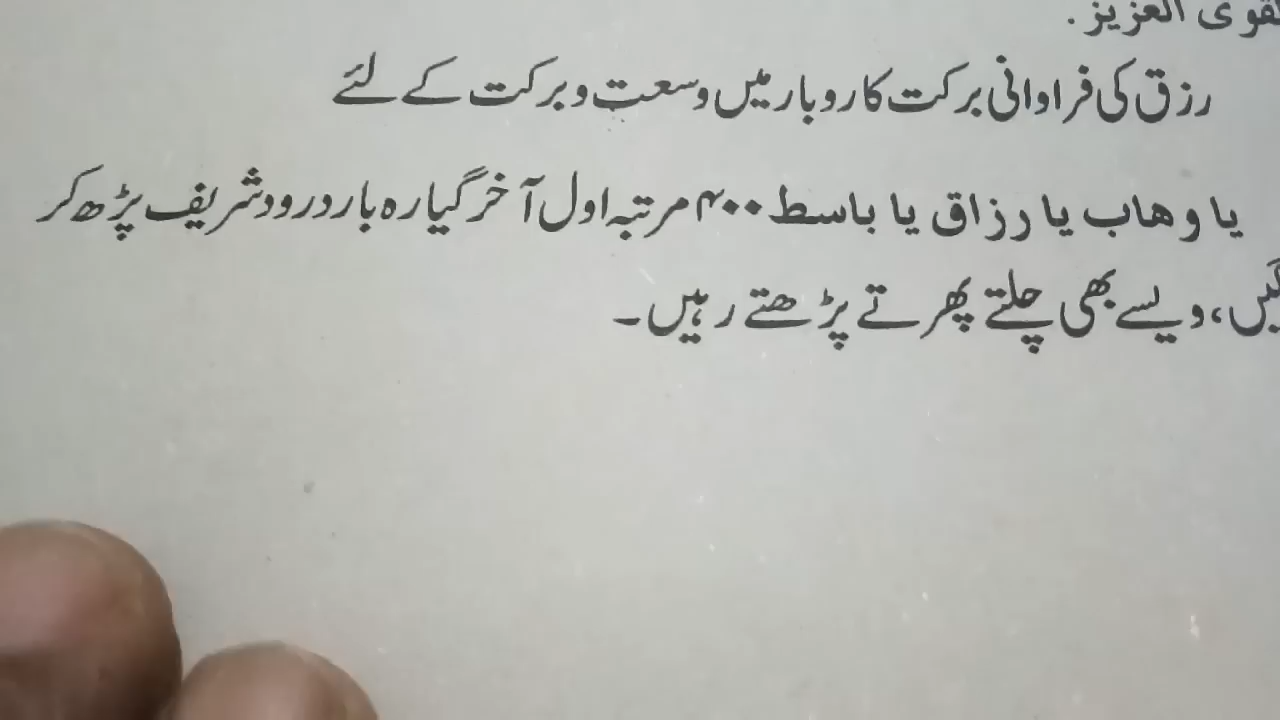 القوی العزیز.
رزق کی فراوانی برکت کاروبار میں وسعت و برکت کے لئے
یا وھاب یا رزاق یا باسط ۴۰۰ مرتبہ اول آخر گیارہ بار درود شریف پڑھ کر
ویسے بھی چلتے پھرتے پڑھتے رہیں۔